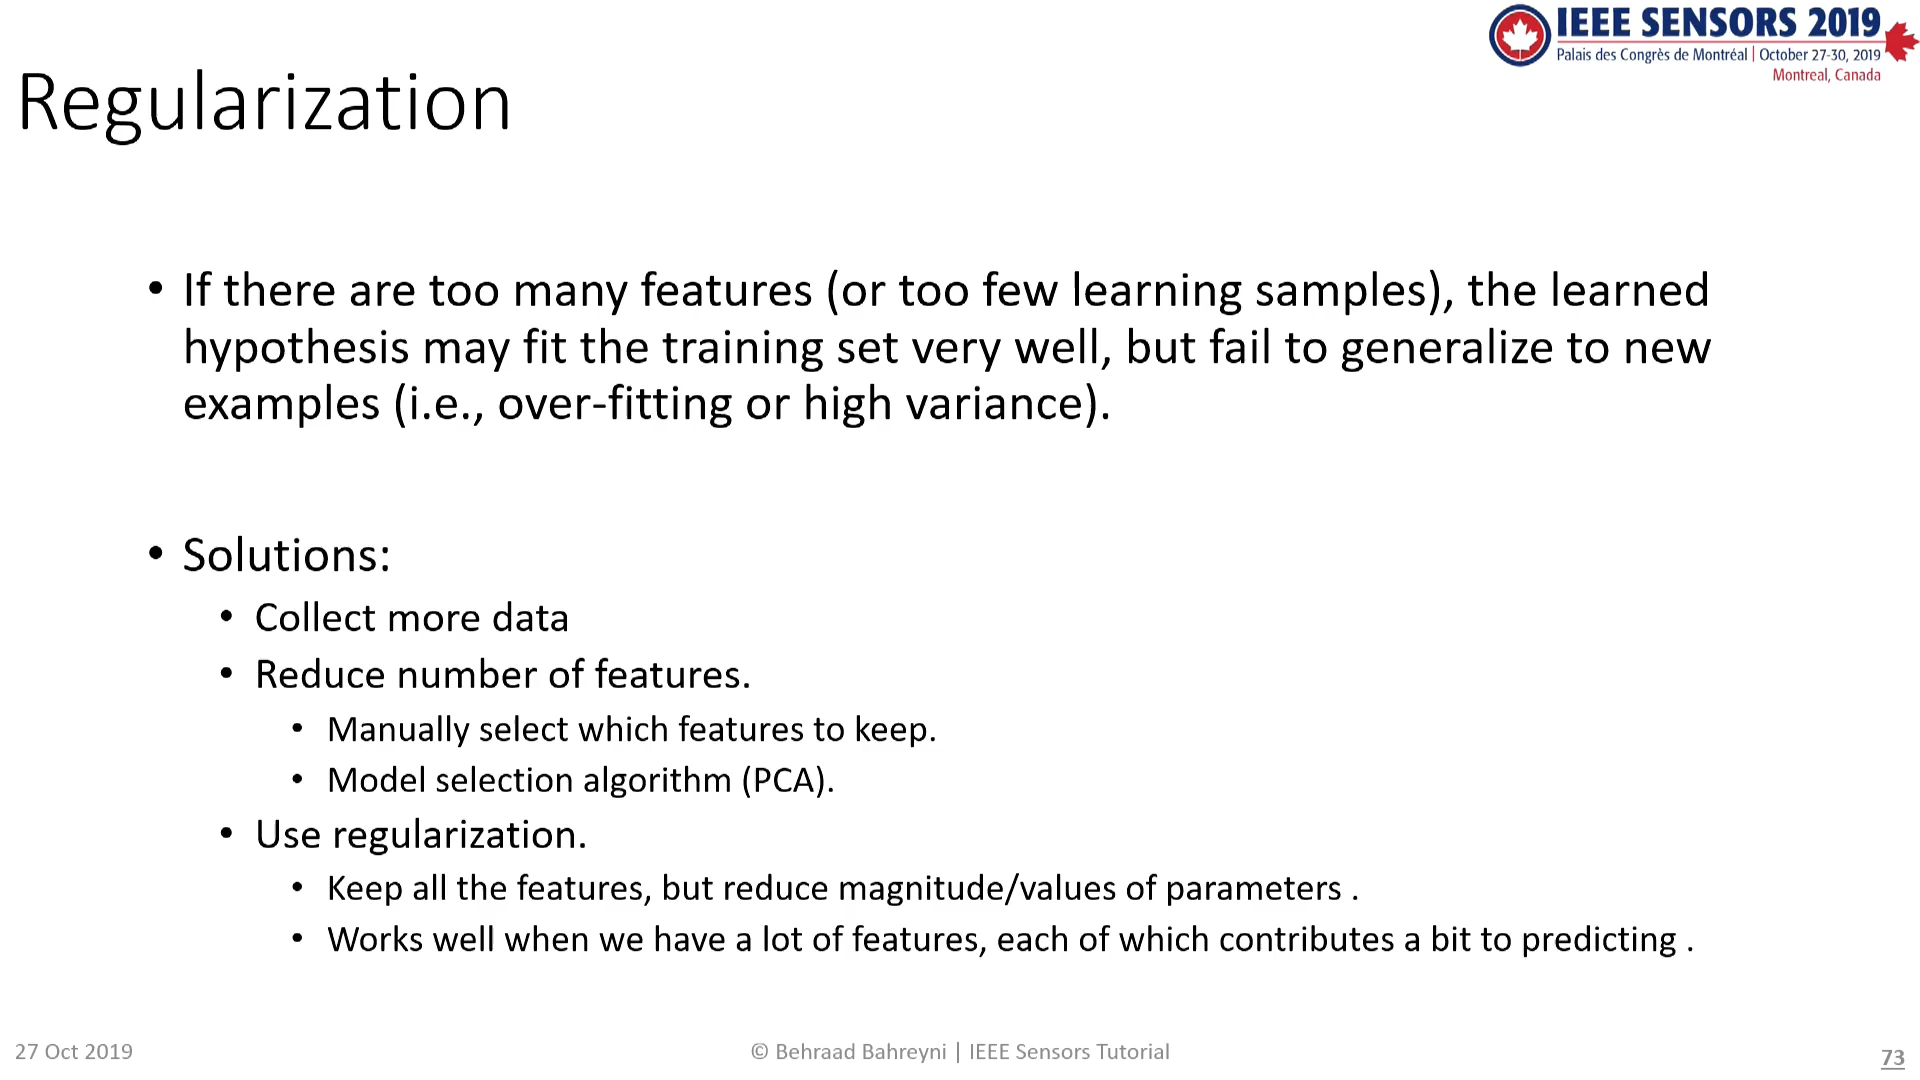 IEEE SENSORS 2019
Palais des Congrès de Montréal | October 27-30, 2019
Montreal, Canada
Regularization
• If there are too many features (or too few learning samples), the learned
hypothesis may fit the training set very well, but fail to generalize to new
examples (i.e., over-fitting or high variance).
• Solutions:
• Collect more data
• Reduce number of features.
• Manually select which features to keep.
• Model selection algorithm (PCA).
• Use regularization.
• Keep all the features, but reduce magnitude/values of parameters .
• Works well when we have a lot of features, each of which contributes a bit to predicting .
27 Oct 2019
© Behraad Bahreyni | IEEE Sensors Tutorial
73